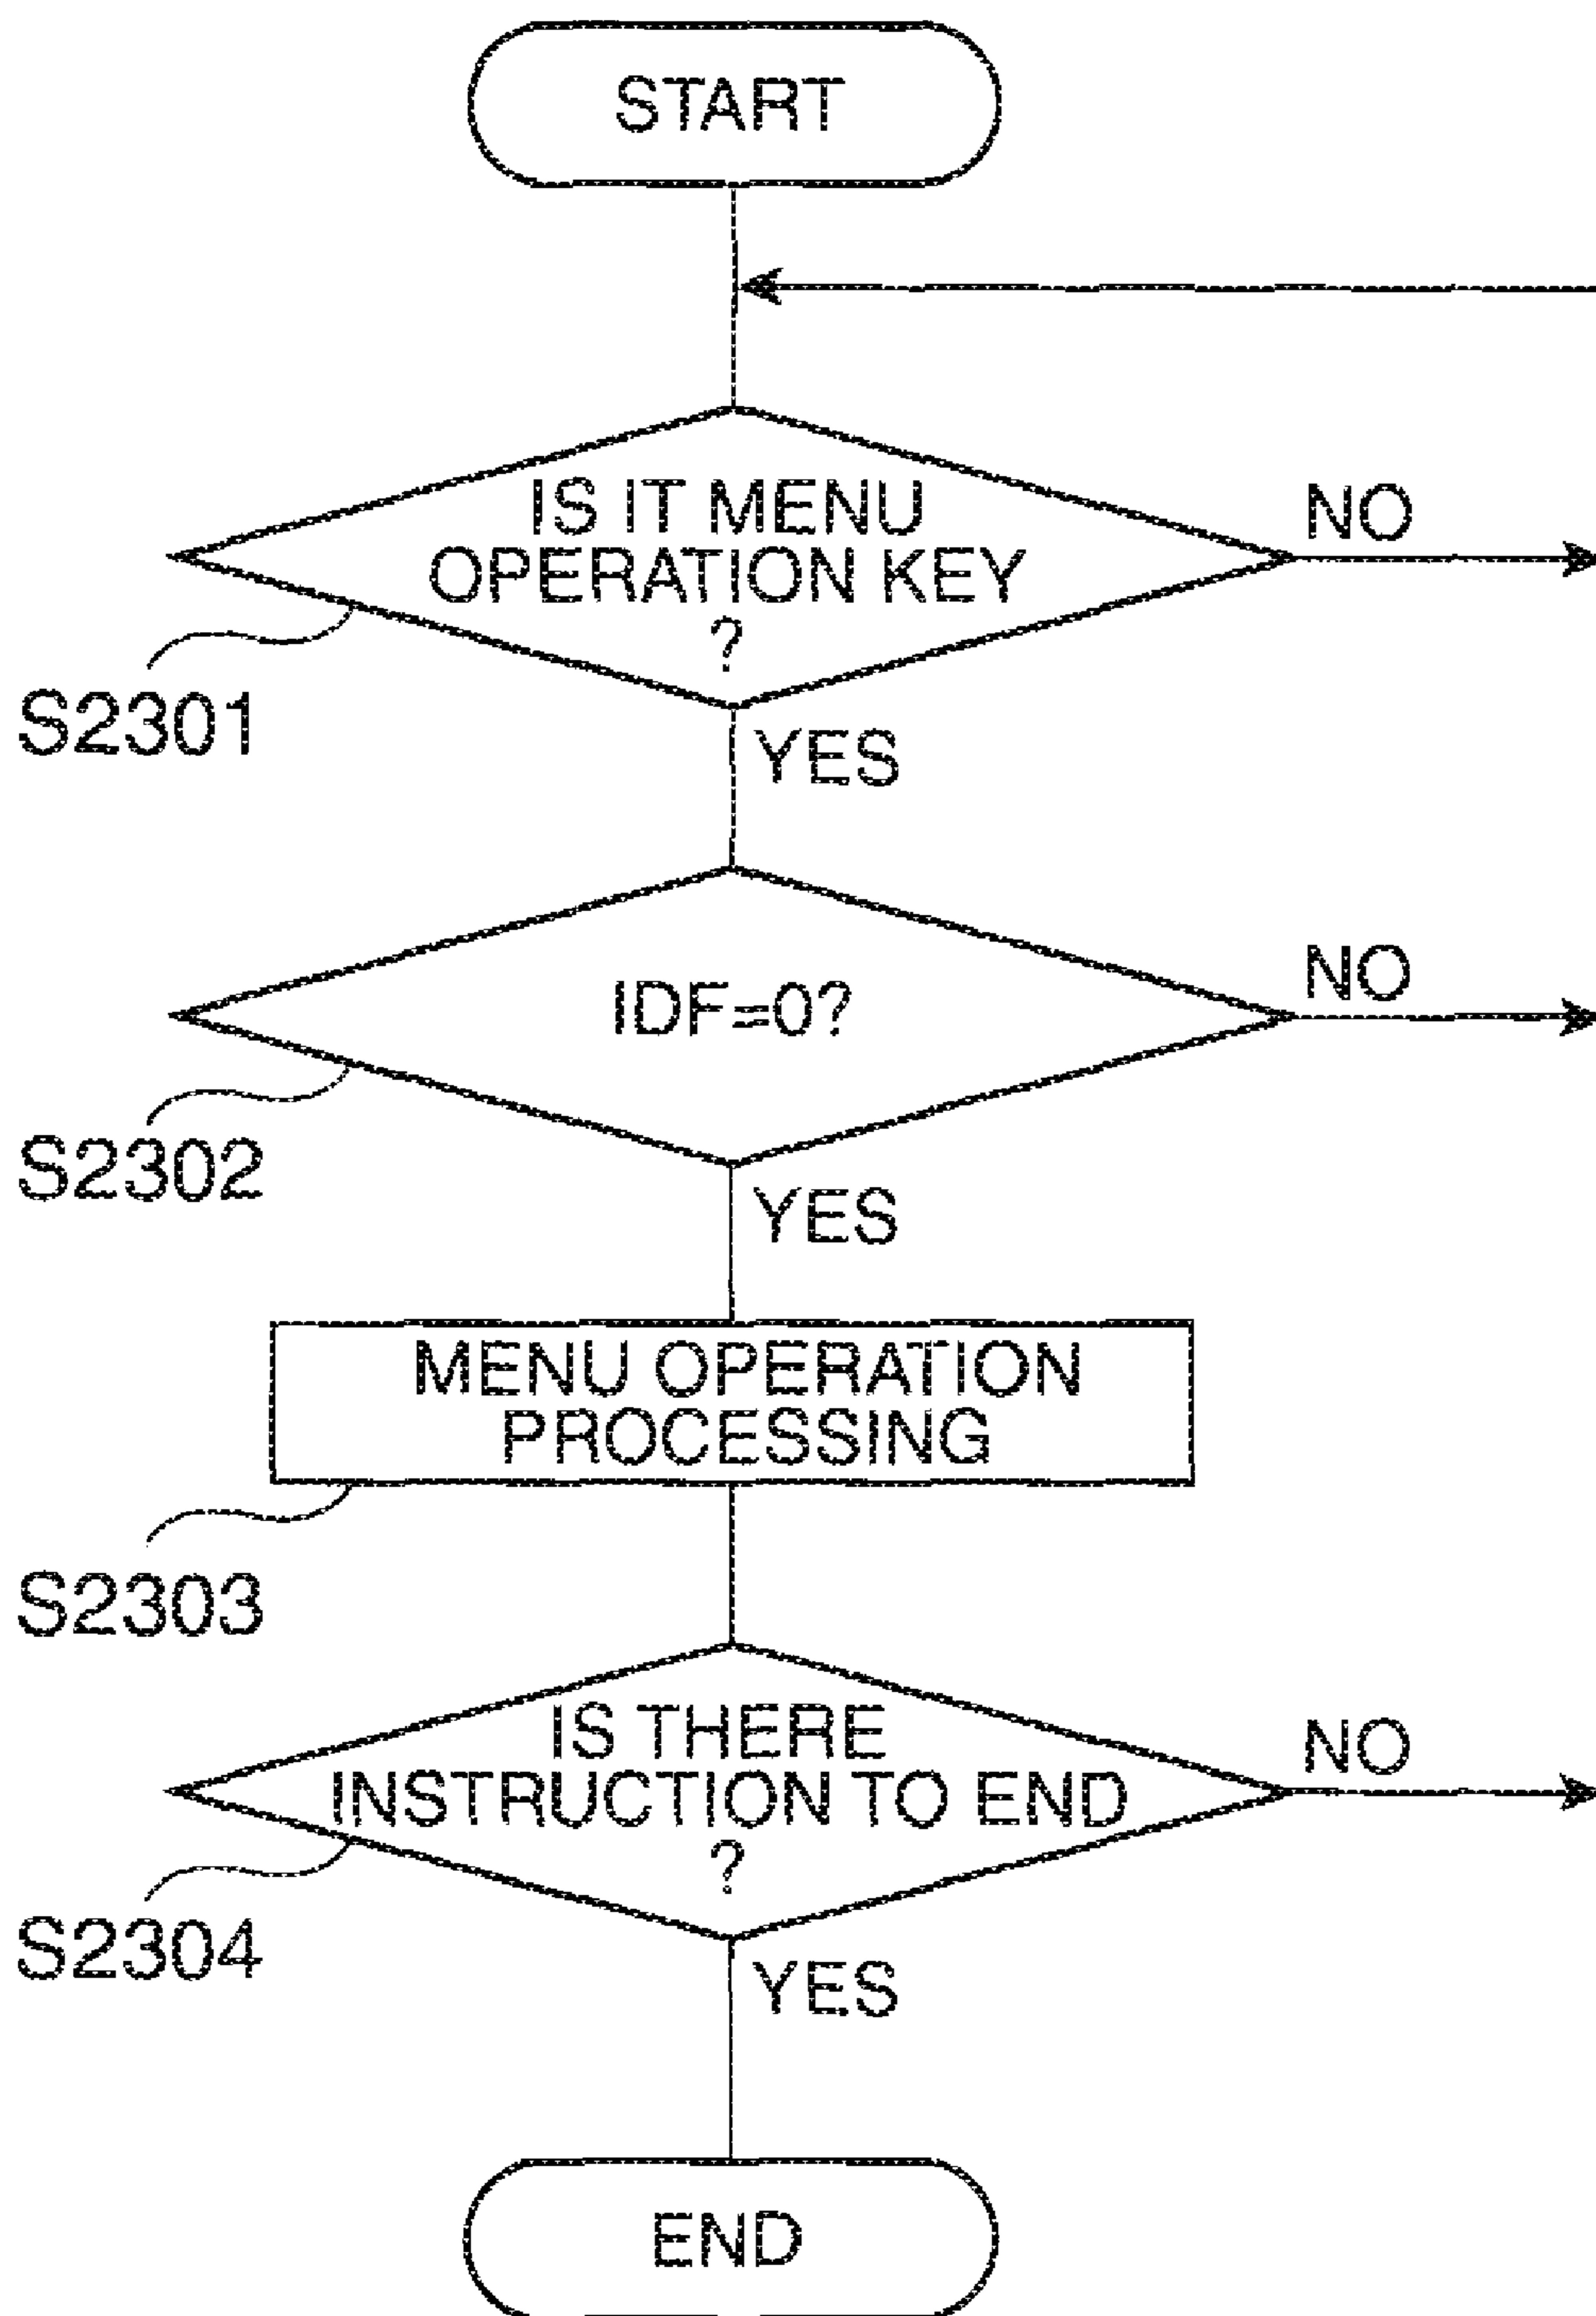 START
IS IT MENU
OPERATION KEY
?
NO
S2301
YES
IDF=0?
NO
S2302
YES
MENU OPERATION
PROCESSING
S2303
IS THERE
INSTRUCTION TO END
?
NO
S2304
YES
END